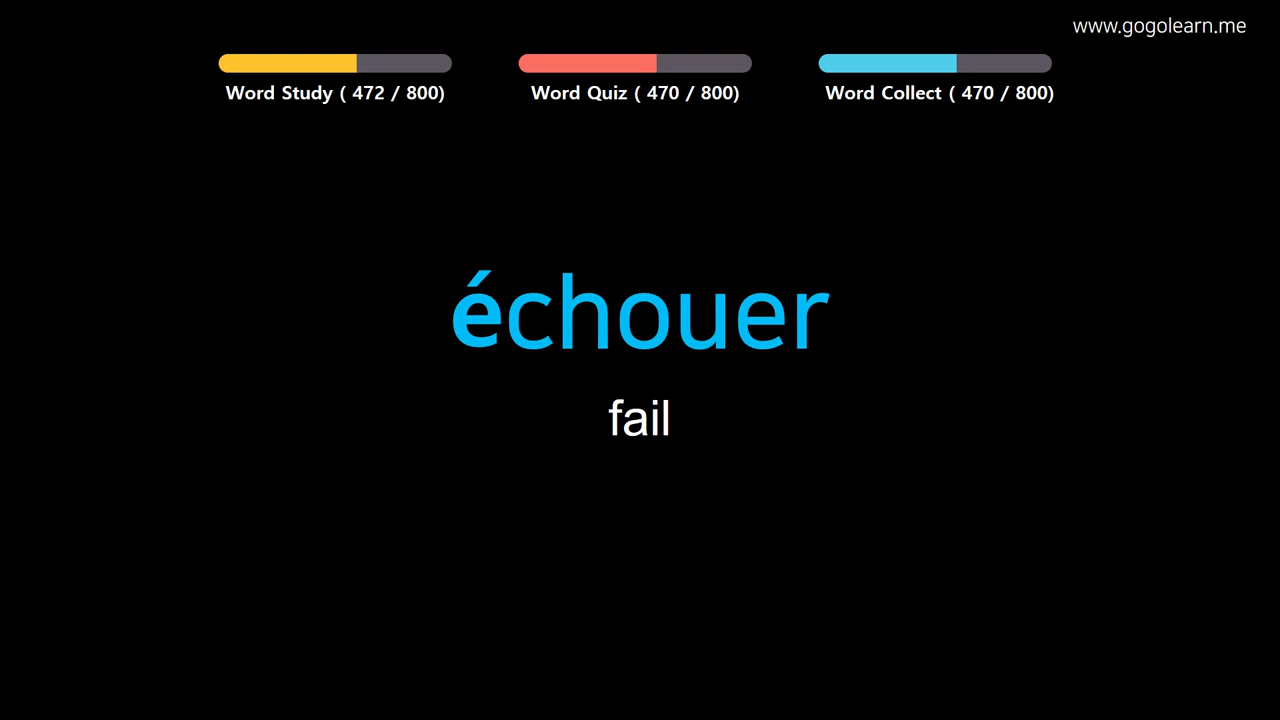 www.gogolearn.me
Word Study ( 472 / 800)
Word Quiz ( 470 / 800)
Word Collect ( 470 / 800)
échouer
fail